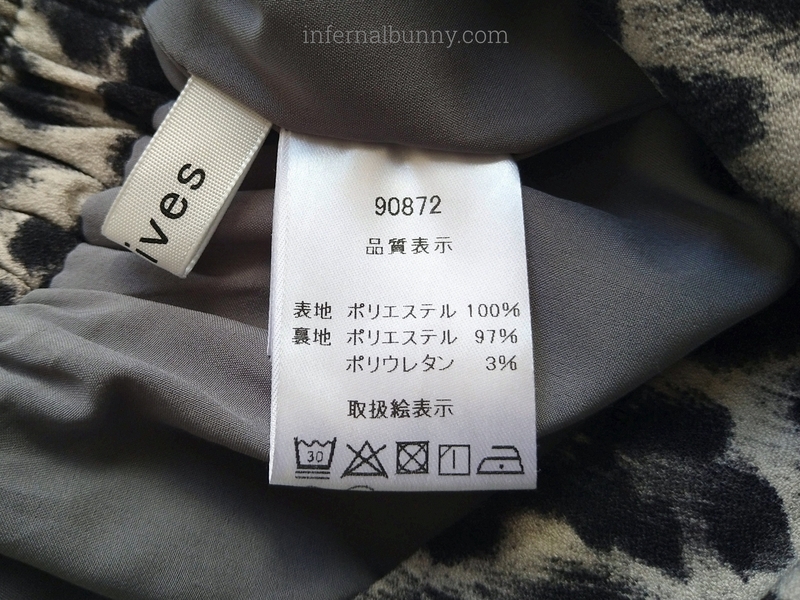 infernalbunny.com
ives
90872
品質表示
表地 ポリエステル 100%
裏地 ポリエステル 97%
ポリウレタン 3%
取扱絵表示
30